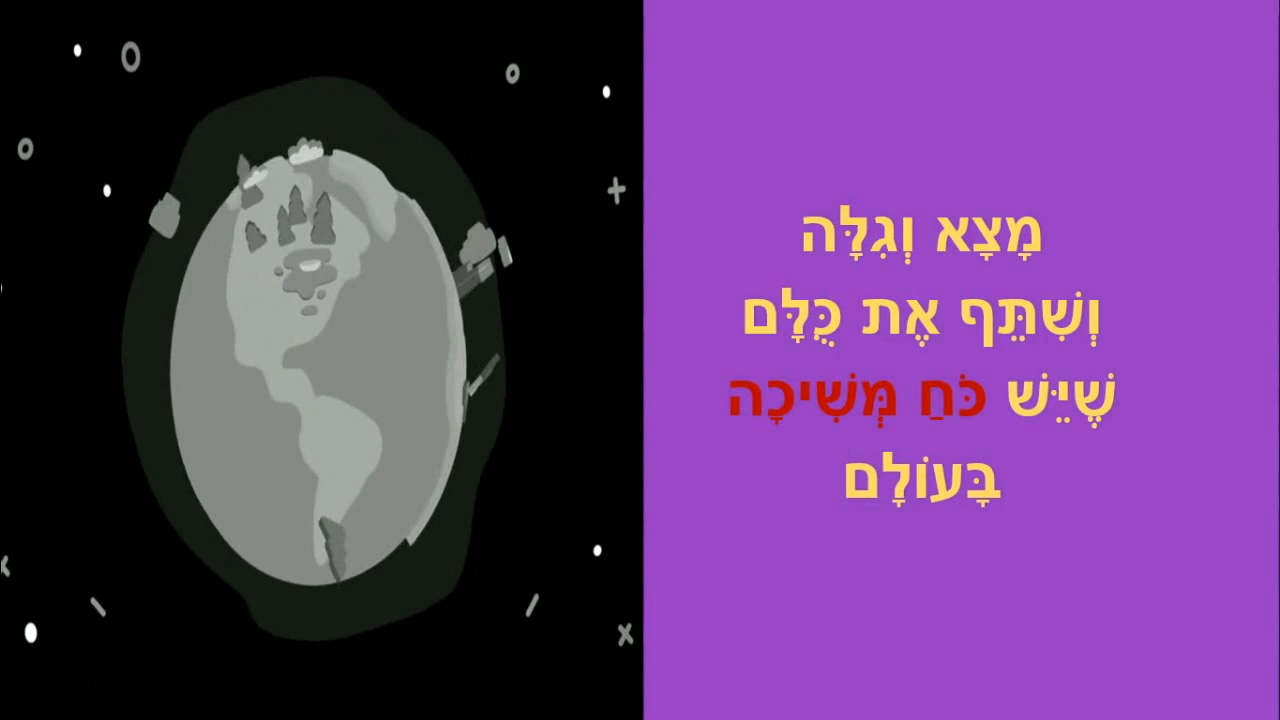 מָצָא וְגִלָּה
וְשִׁתֵּף אֶת כֻּלָּם
שֶׁיֵּשׁ כֹּחַ מְּשִׁיכָה
בָּעוֹלָם